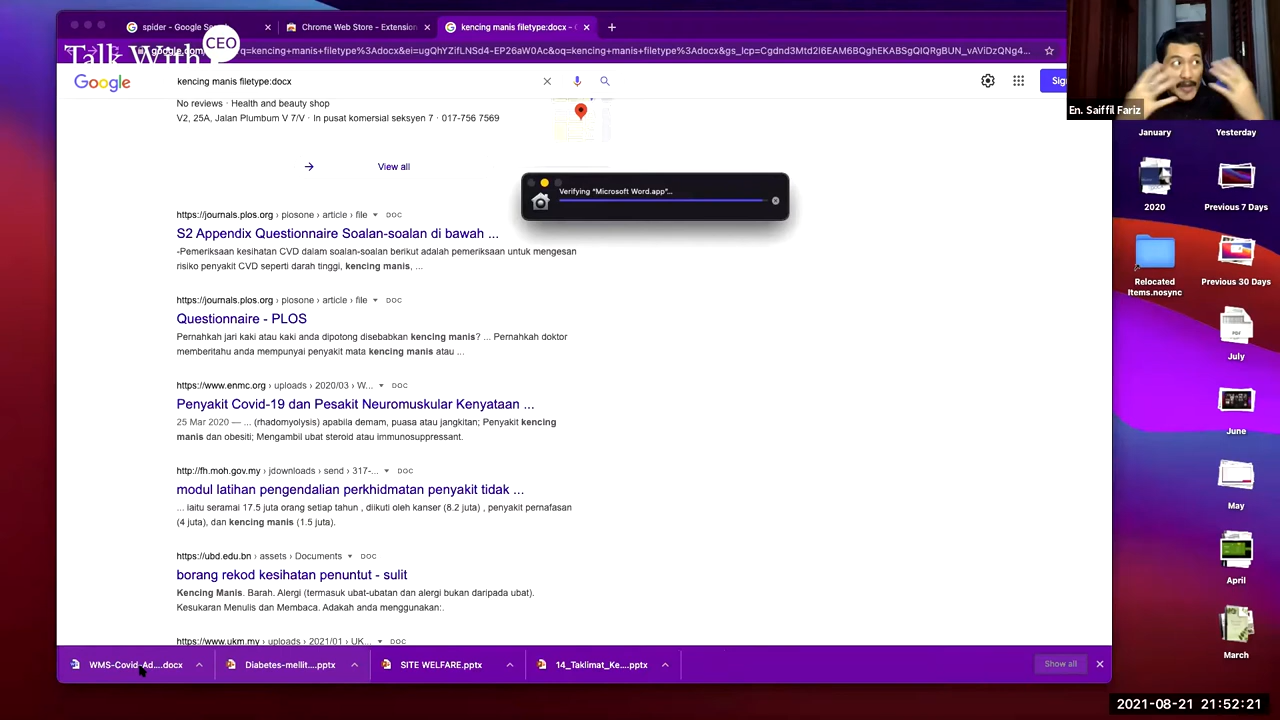 spider - Google Se
Chrome Web Store - Extension
kencing manis filetype:docx - G
Talk With
CEO
google.com
q=kencing+manis+filetype%3Adocx&ei=ugQhYZifLNSd4-EP26aW0Ac&oq=kencing+manis+filetype%3Adocx&gs_lcp=Cgdnd3Mtd2l6EAM6BQghEKABSgQIQRgBUN_vAViDzQNg4...
Google
kencing manis filetype:docx
Sig
En. Saiffil Fariz
No reviews · Health and beauty shop
V2, 25A, Jalan Plumbum V 7/V · In pusat komersial seksyen 7 · 017-756 7569
View all
Verifying “Microsoft Word.app”...
https://journals.plos.org › plosone › article › file DOC
S2 Appendix Questionnaire Soalan-soalan di bawah ...
-Pemeriksaan kesihatan CVD dalam soalan-soalan berikut adalah pemeriksaan untuk mengesan
risiko penyakit CVD seperti darah tinggi, kencing manis, ...
https://journals.plos.org › plosone › article › file DOC
Questionnaire - PLOS
Pernahkah jari kaki atau kaki anda dipotong disebabkan kencing manis? ... Pernahkah doktor
memberitahu anda mempunyai penyakit mata kencing manis atau ...
https://www.enmc.org › uploads › 2020/03 › W... DOC
Penyakit Covid-19 dan Pesakit Neuromuskular Kenyataan ...
25 Mar 2020 — ... (rhadomyolysis) apabila demam, puasa atau jangkitan; Penyakit kencing
manis dan obesiti; Mengambil ubat steroid atau immunosuppressant.
http://fh.moh.gov.my › jdownloads › send › 317-... DOC
modul latihan pengendalian perkhidmatan penyakit tidak ...
... Iaitu seramai 17.5 juta orang setiap tahun , diikuti oleh kanser (8.2 juta) , penyakit pernafasan
(4 juta), dan kencing manis (1.5 juta).
https://ubd.edu.bn › assets › Documents DOC
borang rekod kesihatan penuntut - sulit
Kencing Manis. Barah. Alergi (termasuk ubat-ubatan dan alergi bukan daripada ubat).
Kesukaran Menulis dan Membaca. Adakah anda menggunakan:.
https://www.ukm.my › uploads › 2021/01 › UK... DOC
WMS-Covid-Ad....docx
Diabetes-mellit....pptx
SITE WELFARE.pptx
14_Taklimat_Ke....pptx
Show all
January
Yesterday
2020
Previous 7 Days
Relocated
Items.nosync
Previous 30 Days
PDF
July
June
May
April
March
2021-08-21 21:52:21